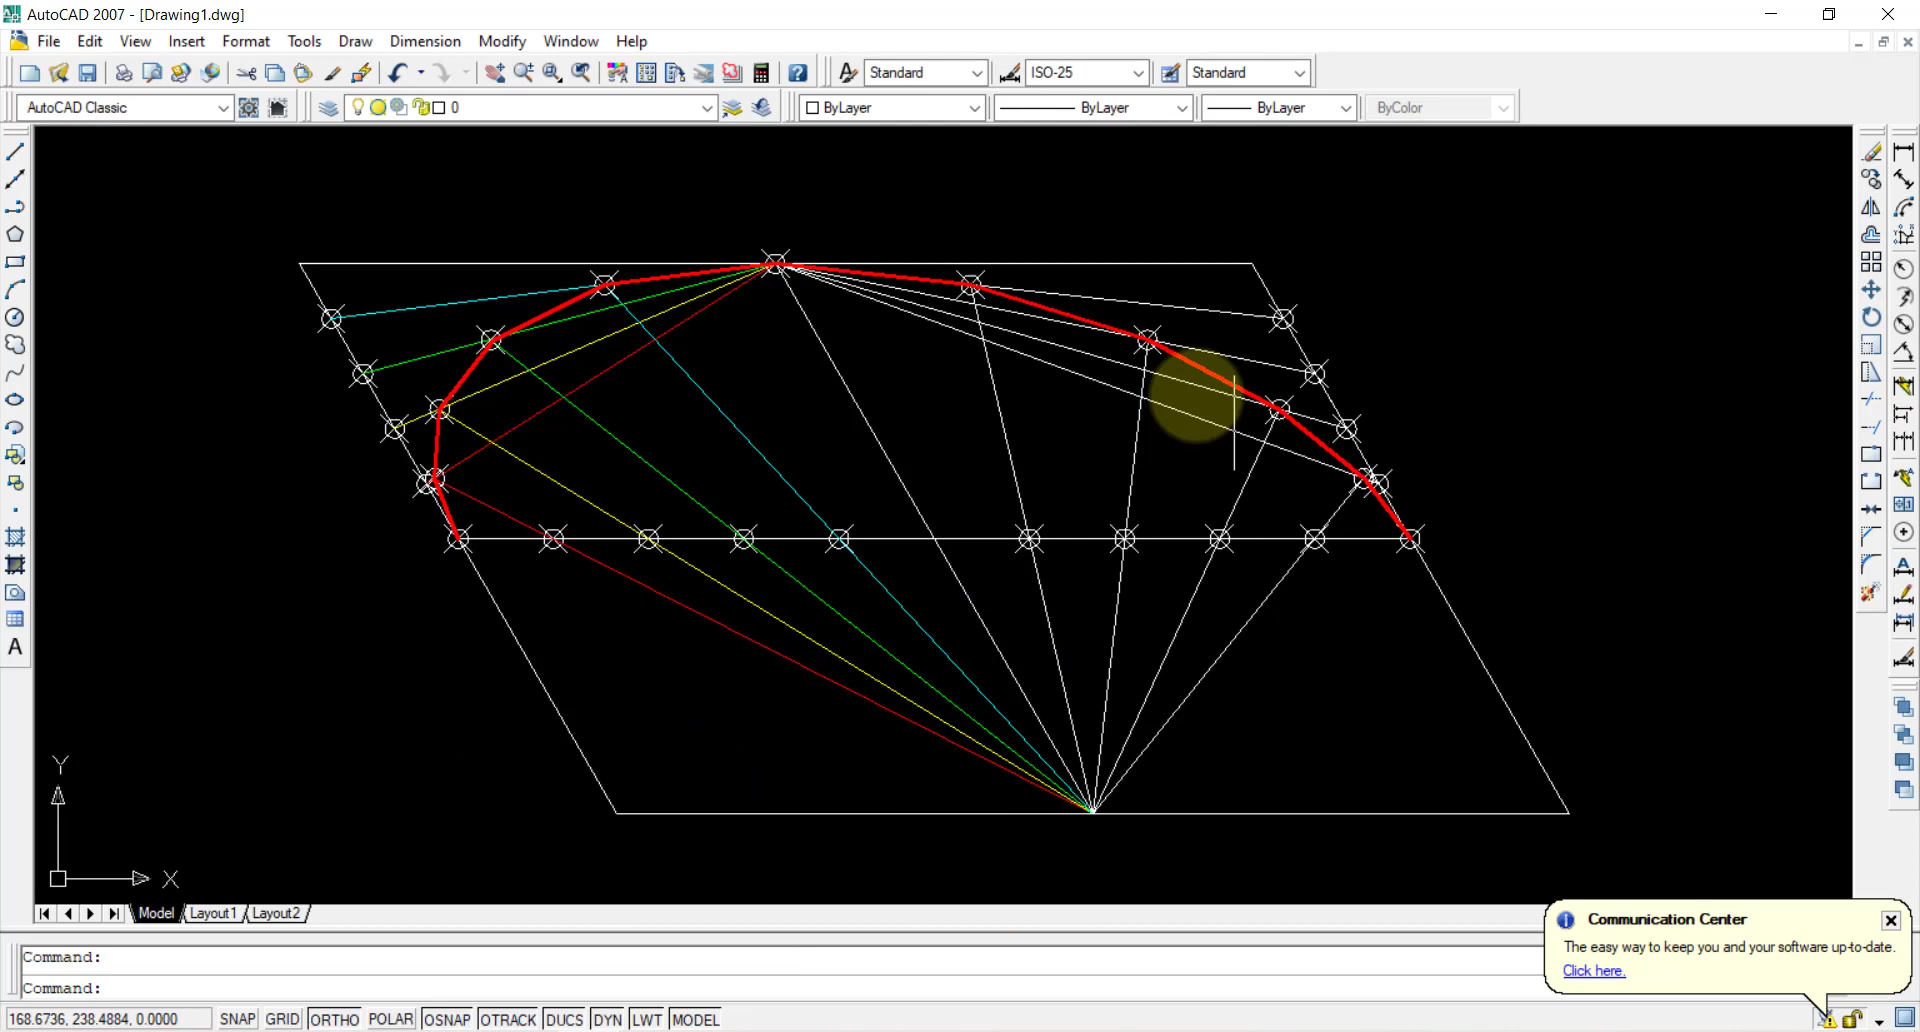 AutoCAD 2007 - [Drawing1.dwg]
File Edit View Insert Format Tools Draw Dimension Modify Window Help
Standard ISO-25 Standard
AutoCAD Classic 0 ByLayer ByLayer ByLayer ByColor
A
Y
X
Model Layout1 Layout2
Communication Center
The easy way to keep you and your software up-to-date.
Click here.
Command:
Command:
168.6736, 238.4884, 0.0000 SNAP GRID ORTHO POLAR OSNAP OTRACK DUCS DYN LWT MODEL